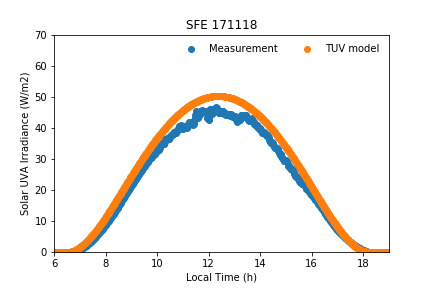 SFE 171118
Measurement TUV model
Solar UVA Irradiance (W/m2)
70
60
50
40
30
20
10
0
6 8 10 12 14 16 18
Local Time (h)